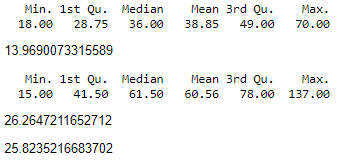 Min. 1st Qu. Median Mean 3rd Qu. Max.
18.00 28.75 36.00 38.85 49.00 70.00
13.9690073315589
Min. 1st Qu. Median Mean 3rd Qu. Max.
15.00 41.50 61.50 60.56 78.00 137.00
26.2647211652712
25.8235216683702